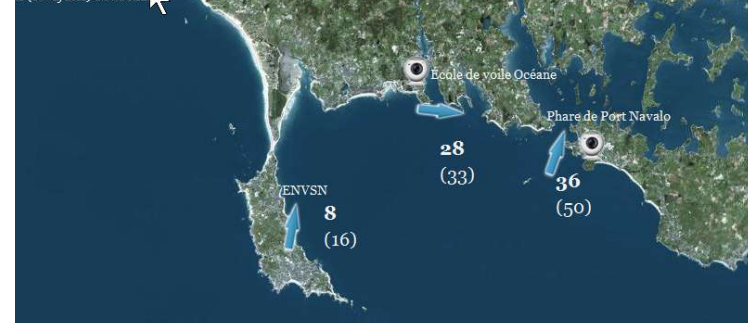 École de voile Océane
Phare de Port Navalo
28
(33)
36
(50)
ENVSN
8
(16)